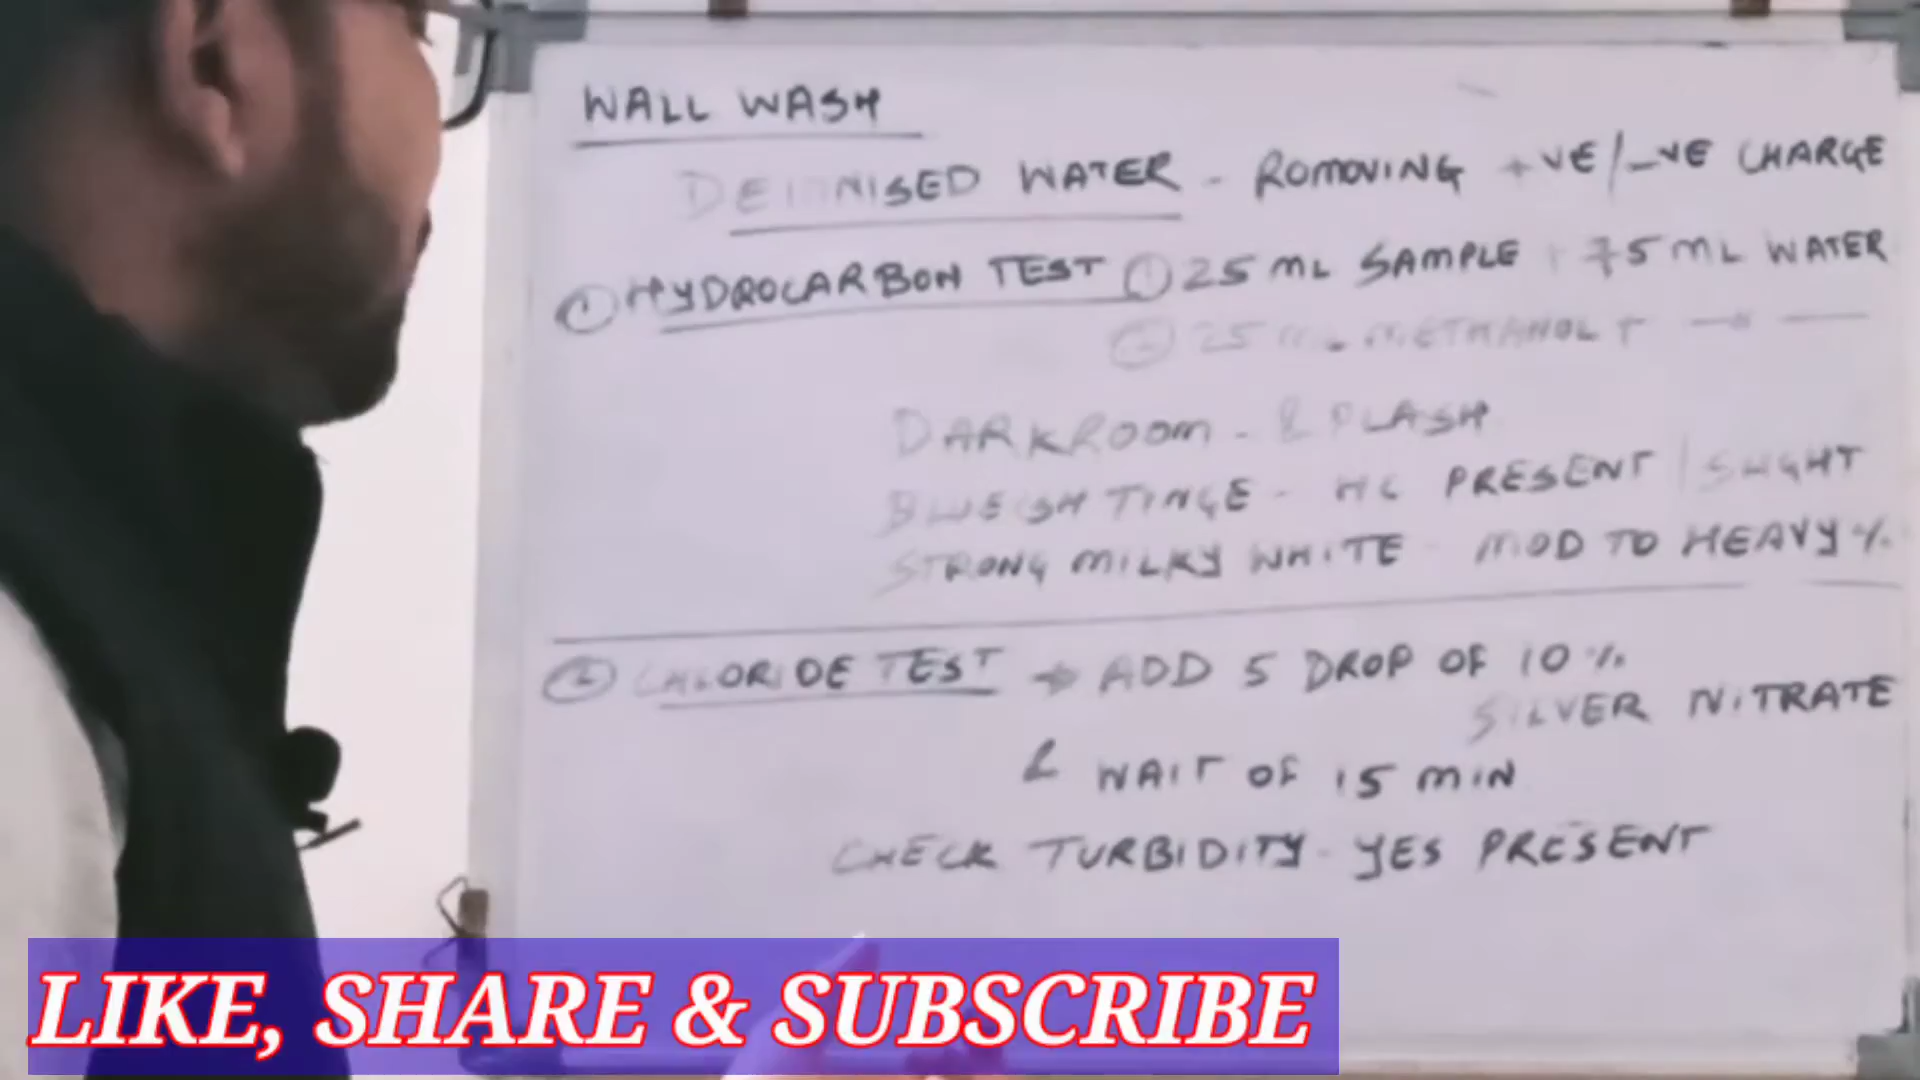 WALL WASH
DEIONISED WATER - ROMOVING +VE/-VE CHARGE
① HYDROCARBON TEST ① 25 ML SAMPLE + 75 ML WATER
② 25 ML METHANOL + —"—
DARKROOM - & FLASH
BLUEISH TINGE - HC PRESENT / SLIGHT
STRONG MILKY WHITE - MOD TO HEAVY %
② CHLORIDE TEST → ADD 5 DROP OF 10%
SILVER NITRATE
& WAIT OF 15 MIN
CHECK TURBIDITY - YES PRESENT
LIKE, SHARE & SUBSCRIBE